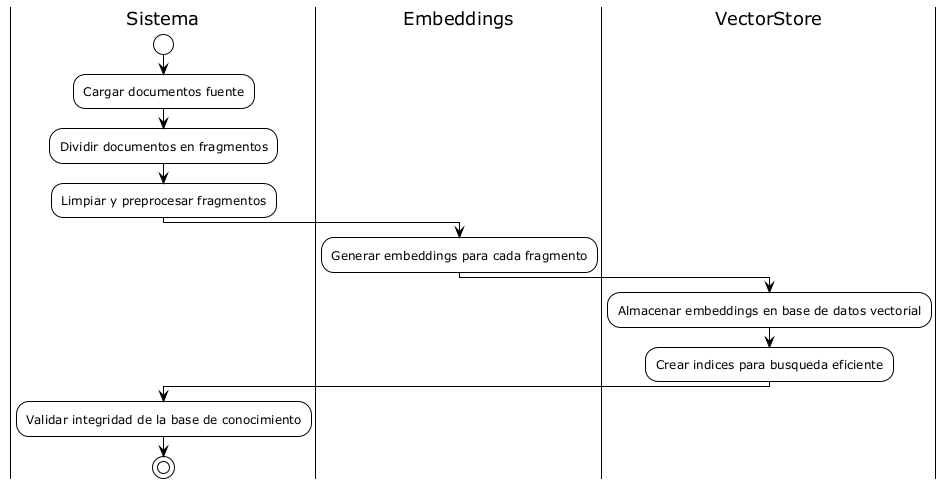 Sistema
Embeddings
VectorStore
Cargar documentos fuente
Dividir documentos en fragmentos
Limpiar y preprocesar fragmentos
Generar embeddings para cada fragmento
Almacenar embeddings en base de datos vectorial
Crear indices para busqueda eficiente
Validar integridad de la base de conocimiento